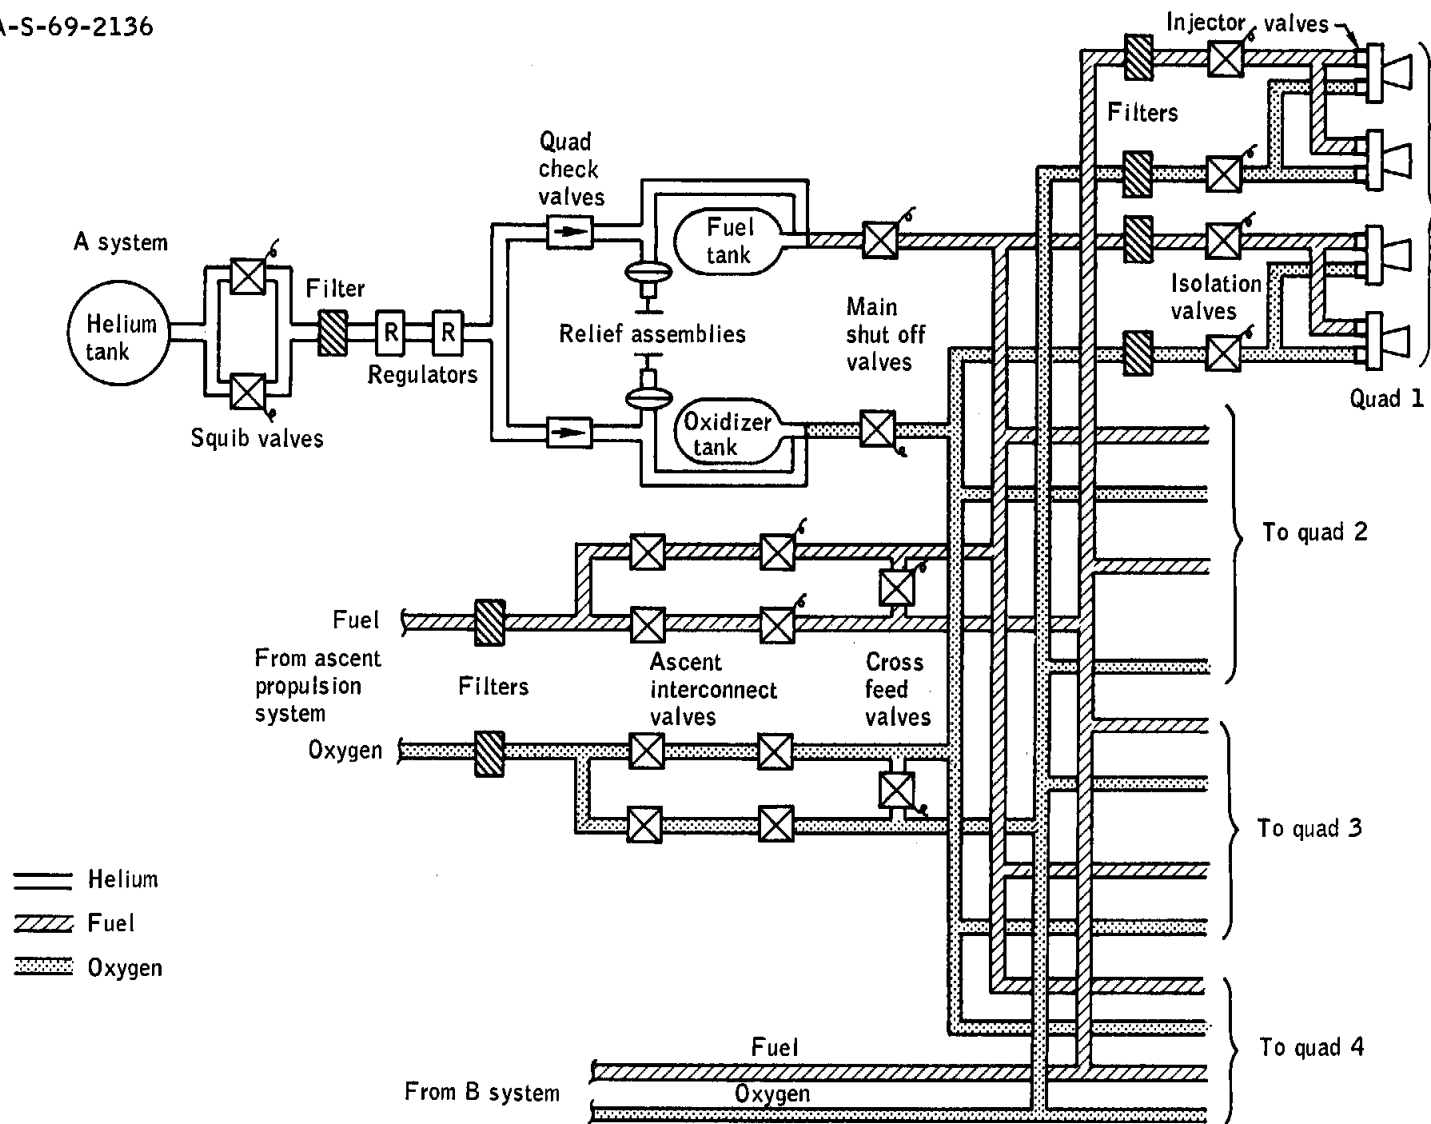 A-S-69-2136
Injector valves
Filters
Quad
check
valves
A system
Helium
tank
Filter
R
R
Regulators
Squib valves
Fuel
tank
Relief assemblies
Oxidizer
tank
Main
shut off
valves
Isolation
valves
Quad 1
To quad 2
Fuel
From ascent
propulsion
system
Filters
Ascent
interconnect
valves
Cross
feed
valves
Oxygen
To quad 3
Helium
Fuel
Oxygen
Fuel
To quad 4
From B system
Oxygen